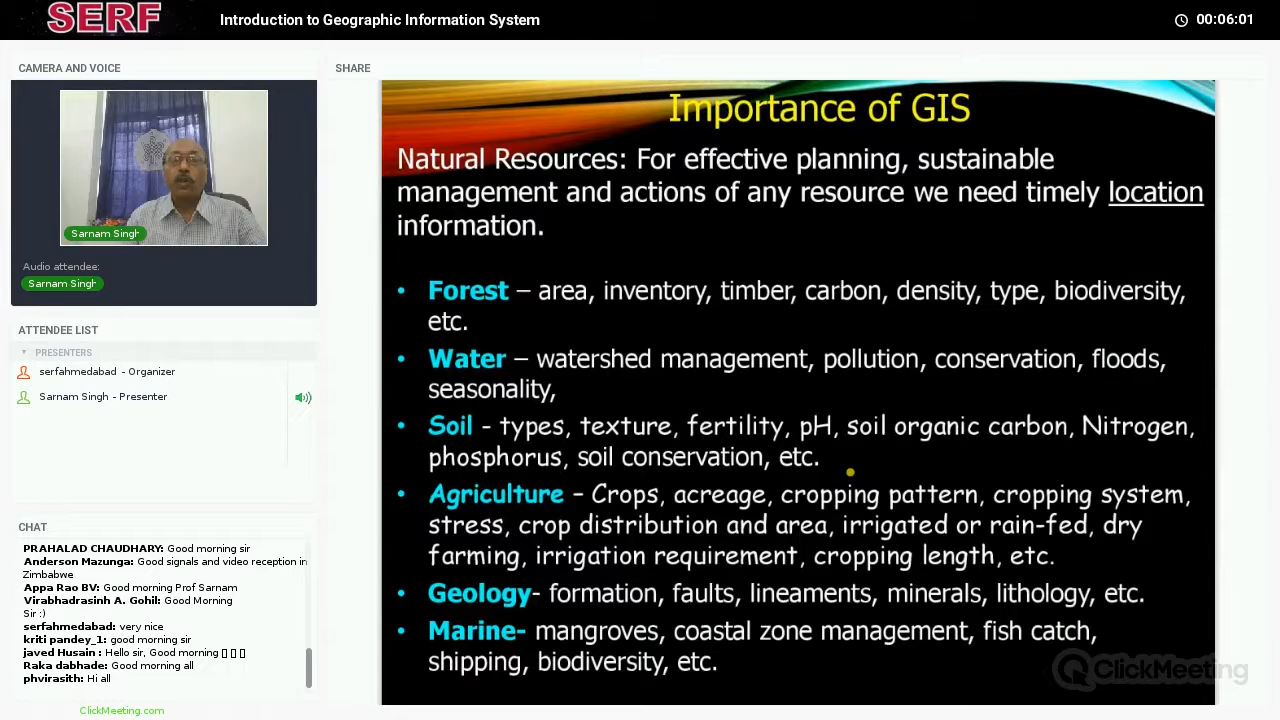 SERF
Introduction to Geographic Information System
00:06:01
CAMERA AND VOICE
Sarnam Singh
Audio attendee:
Sarnam Singh
ATTENDEE LIST
PRESENTERS
serfahmedabad - Organizer
Sarnam Singh - Presenter
CHAT
PRAHALAD CHAUDHARY: Good morning sir
Anderson Mazunga: Good signals and video reception in
Zimbabwe
Appa Rao BV: Good morning Prof Sarnam
Virabhadrasinh A. Gohil: Good Morning
Sir :)
serfahmedabad: very nice
kriti pandey_1: good morning sir
javed Husain : Hello sir, Good morning
Raka dabhade: Good morning all
phvirasith: Hi all
ClickMeeting.com
SHARE
Importance of GIS
Natural Resources: For effective planning, sustainable
management and actions of any resource we need timely location
information.
• Forest – area, inventory, timber, carbon, density, type, biodiversity,
etc.
• Water – watershed management, pollution, conservation, floods,
seasonality,
• Soil - types, texture, fertility, pH, soil organic carbon, Nitrogen,
phosphorus, soil conservation, etc.
• Agriculture – Crops, acreage, cropping pattern, cropping system,
stress, crop distribution and area, irrigated or rain-fed, dry
farming, irrigation requirement, cropping length, etc.
• Geology- formation, faults, lineaments, minerals, lithology, etc.
• Marine- mangroves, coastal zone management, fish catch,
shipping, biodiversity, etc.
ClickMeeting